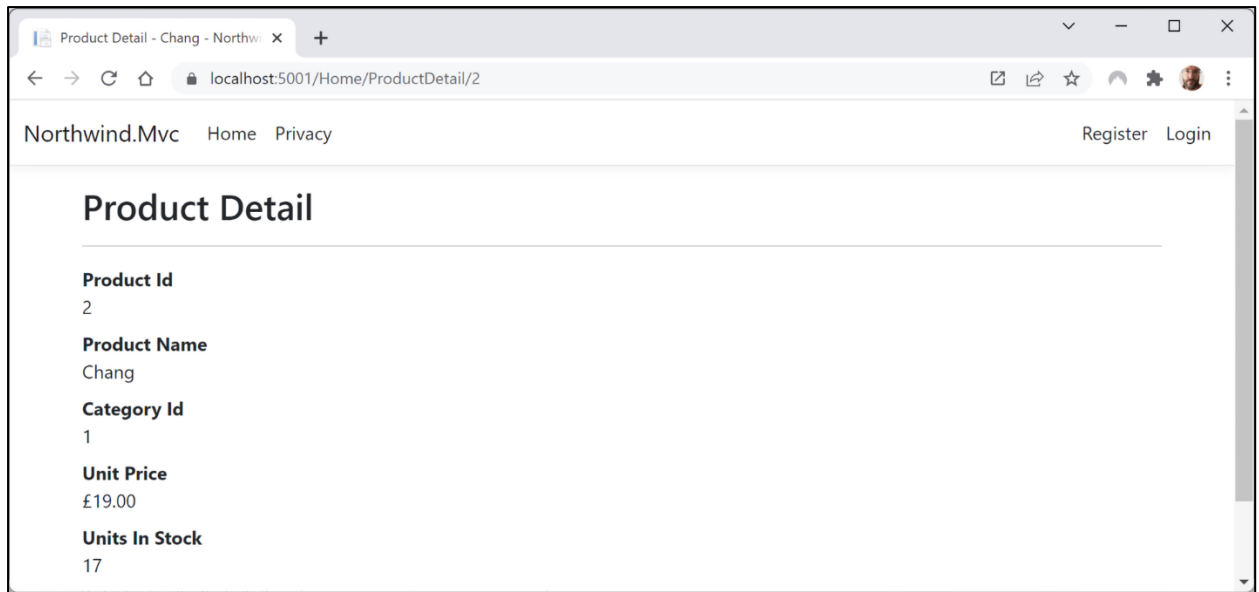 Product Detail - Chang - Northwi
localhost:5001/Home/ProductDetail/2
Northwind.Mvc Home Privacy Register Login
Product Detail
Product Id
2
Product Name
Chang
Category Id
1
Unit Price
£19.00
Units In Stock
17